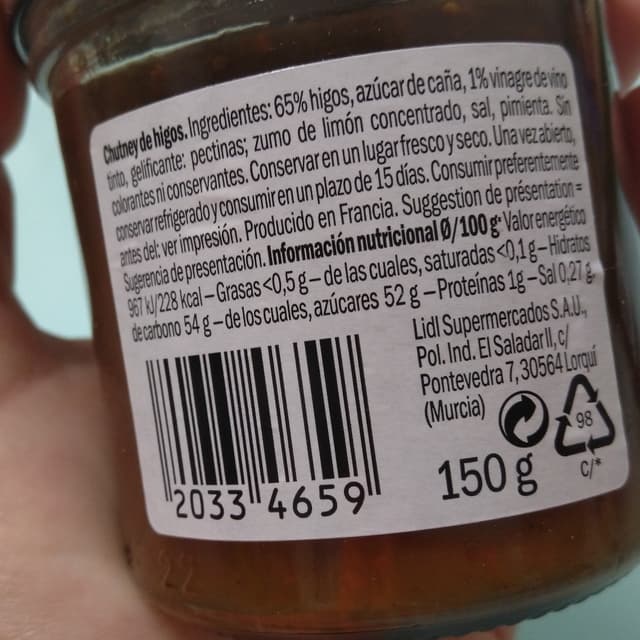 Chutney de higos. Ingredientes: 65% higos, azúcar de caña, 1% vinagre de vino
tinto, gelificante: pectinas; zumo de limón concentrado, sal, pimienta. Sin
colorantes ni conservantes. Conservar en un lugar fresco y seco. Una vez abierto,
conservar refrigerado y consumir en un plazo de 15 días. Consumir preferentemente
antes del: ver impresión. Producido en Francia. Suggestion de présentation =
Sugerencia de presentación. Información nutricional Ø/100 g: Valor energético
967 kJ/228 kcal – Grasas <0,5 g – de las cuales, saturadas <0,1 g – Hidratos
de carbono 54 g – de los cuales, azúcares 52 g – Proteínas 1g – Sal 0,27 g.
Lidl Supermercados S.A.U.,
Pol. Ind. El Saladar II, c/
Pontevedra 7, 30564 Lorquí
(Murcia)
98
C/*
150 g
2033 4659
22